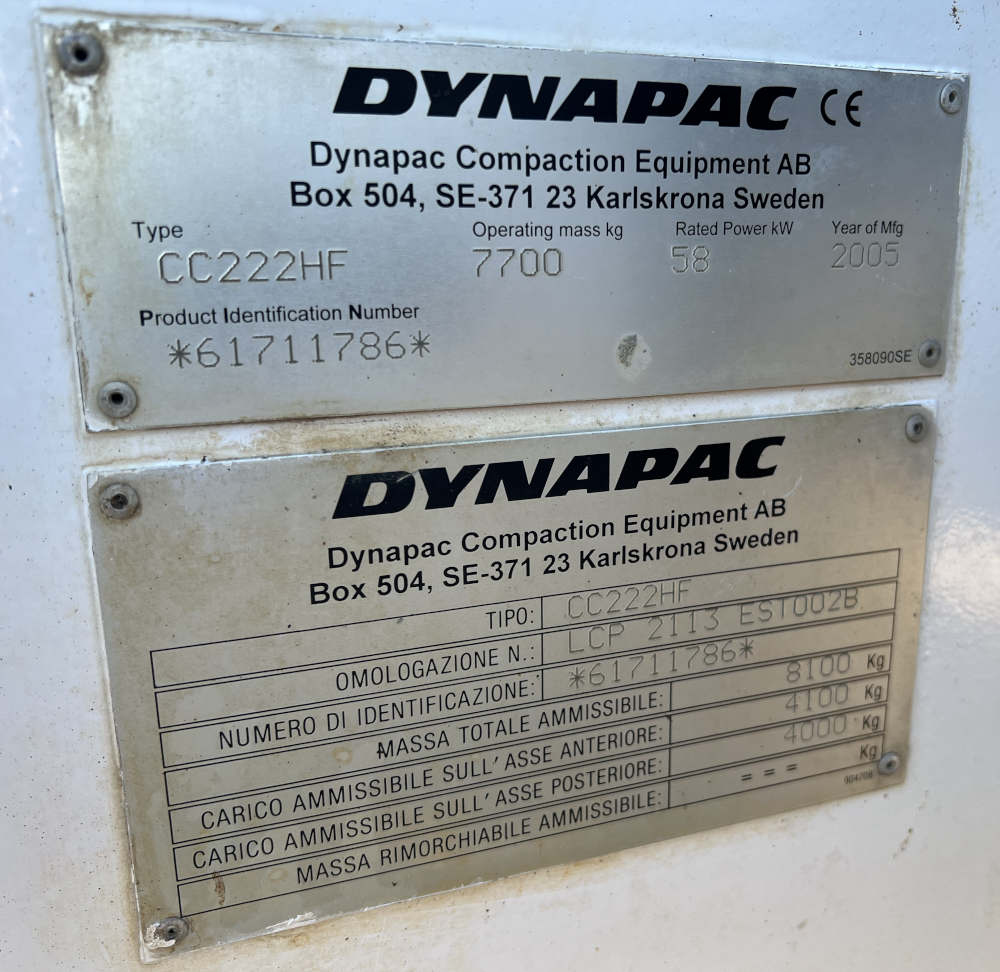 DYNAPAC CE
Dynapac Compaction Equipment AB
Box 504, SE-371 23 Karlskrona Sweden
Type Operating mass kg Rated Power kW Year of Mfg
CC222HF 7700 58 2005
Product Identification Number
*61711786*
358090SE
DYNAPAC
Dynapac Compaction Equipment AB
Box 504, SE-371 23 Karlskrona Sweden
TIPO: CC222HF
OMOLOGAZIONE N.: LCP 2113 EST002B
NUMERO DI IDENTIFICAZIONE: *61711786*
MASSA TOTALE AMMISSIBILE: 8100 Kg
CARICO AMMISSIBILE SULL' ASSE ANTERIORE: 4100 Kg
CARICO AMMISSIBILE SULL' ASSE POSTERIORE: 4000 Kg
MASSA RIMORCHIABILE AMMISSIBILE: = = = Kg